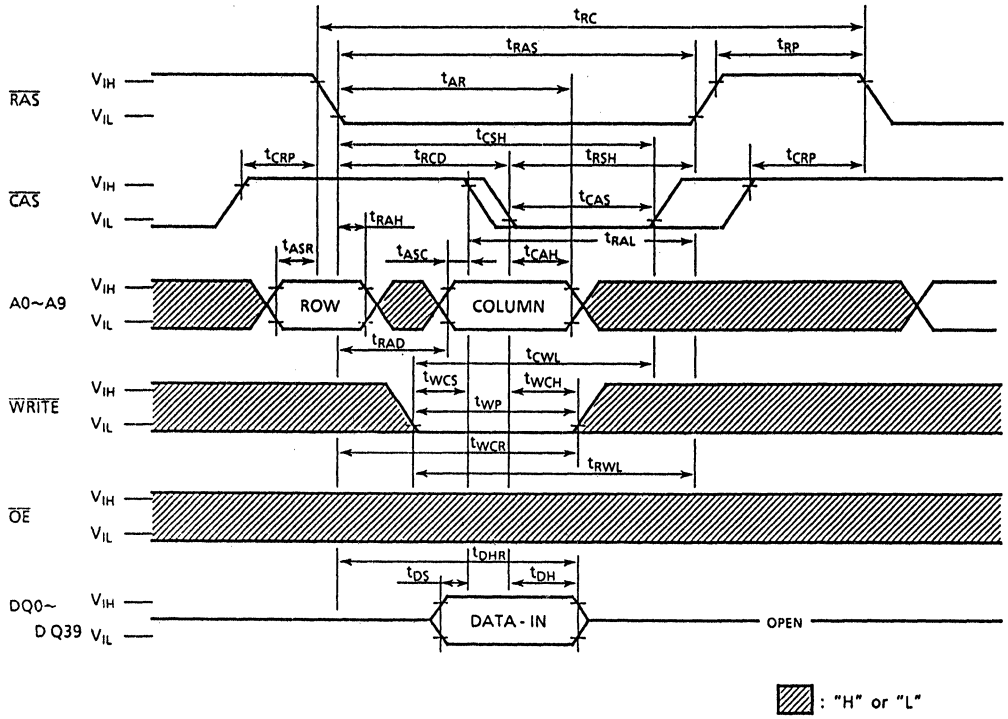 tRC
tRAS tRP
tAR
RAS VIH
VIL
tCSH
tCRP tRCD tRSH tCRP
CAS VIH
VIL
tCAS
tRAH
tRAL
tASR tASC tCAH
A0~A9 VIH
VIL
ROW COLUMN
tRAD
tCWL
tWCS tWCH
WRITE VIH
VIL
tWP
tWCR
tRWL
OE VIH
VIL
tDHR
tDS tDH
DQ0~ VIH
DQ39 VIL
DATA - IN OPEN
: "H" or "L"